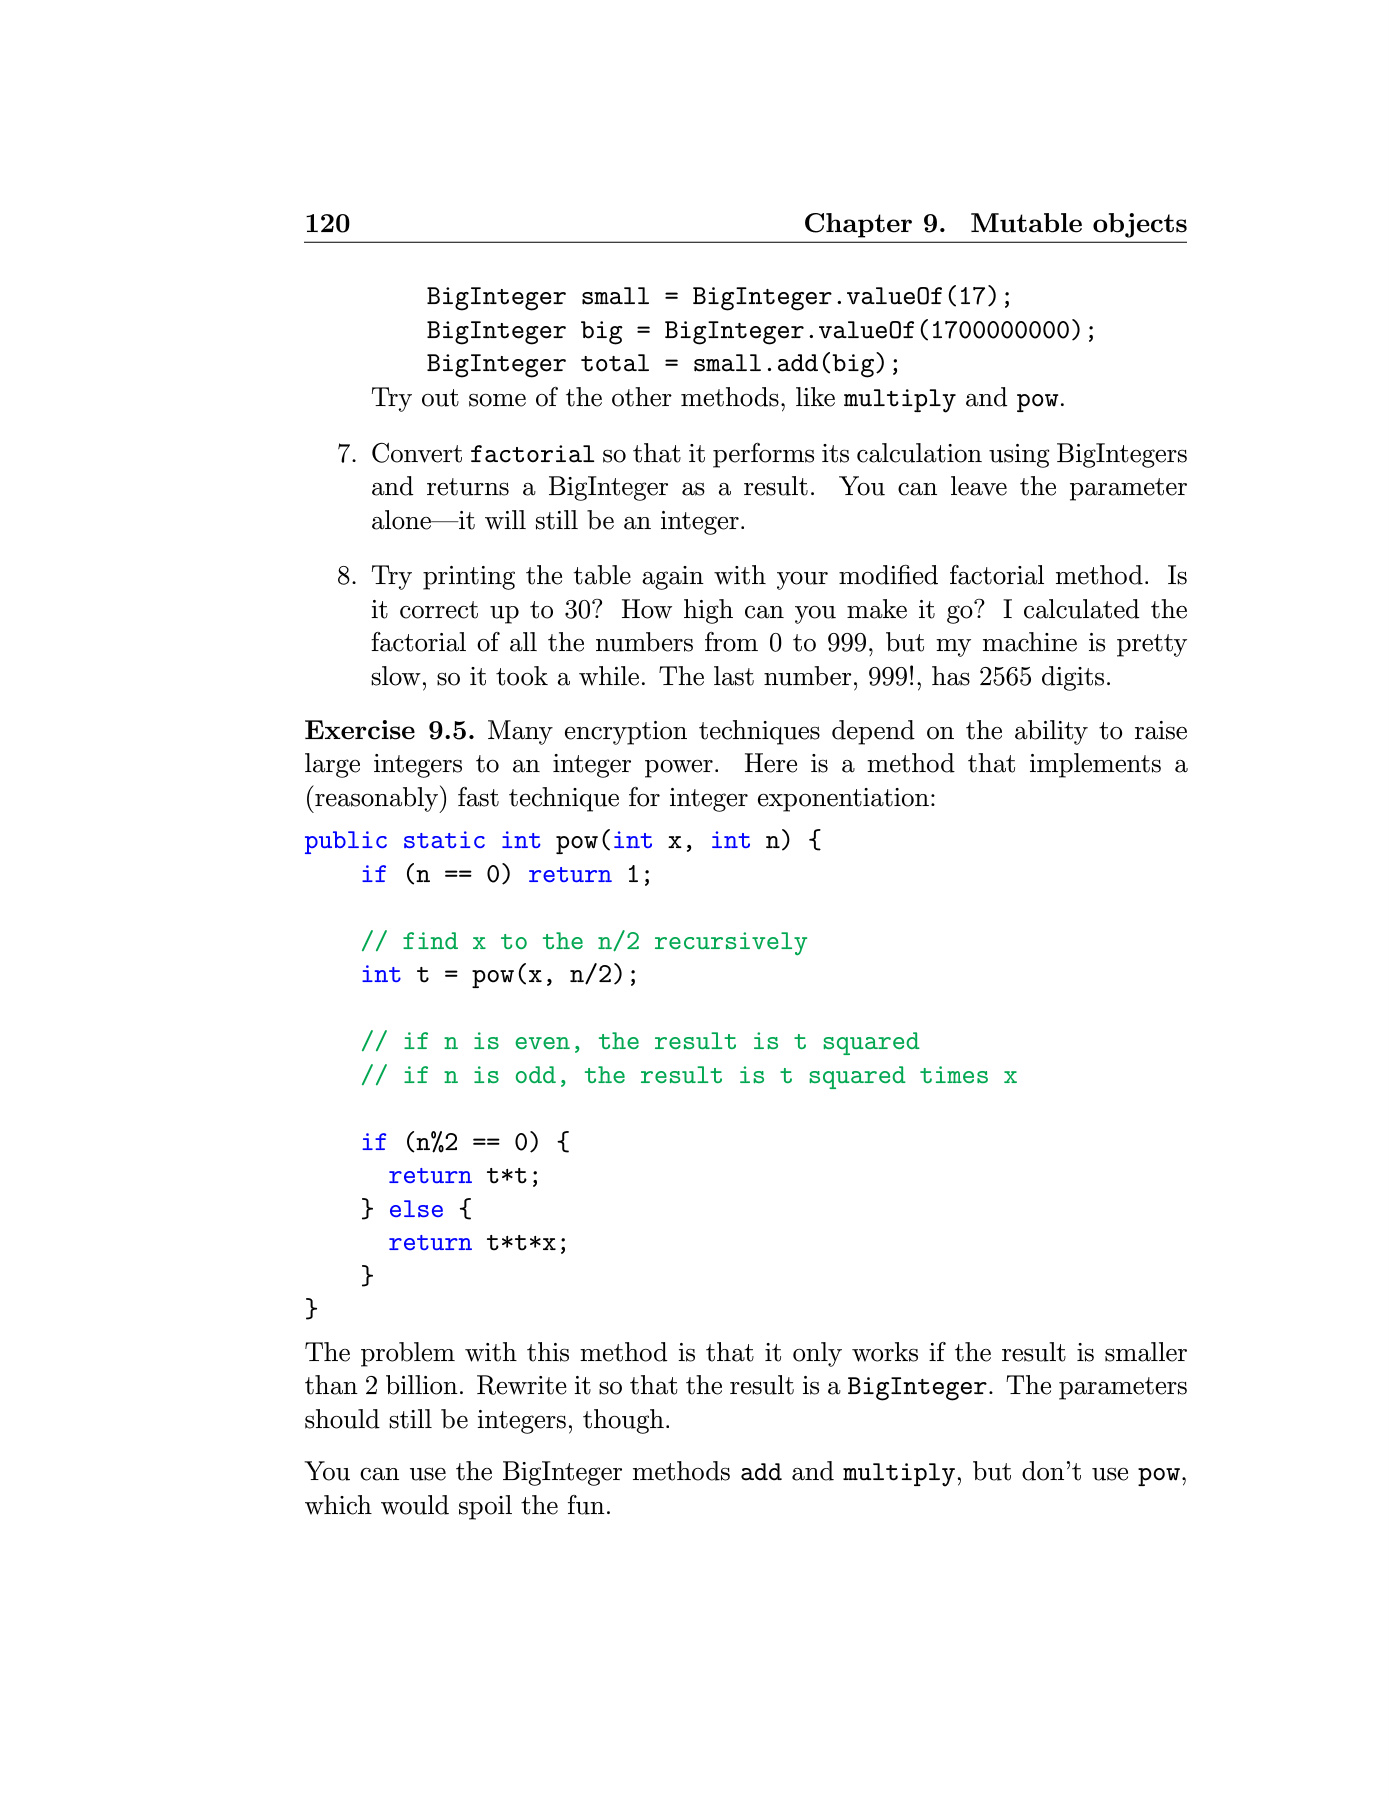 120 Chapter 9. Mutable objects
BigInteger small = BigInteger.valueOf(17);
BigInteger big = BigInteger.valueOf(1700000000);
BigInteger total = small.add(big);
Try out some of the other methods, like multiply and pow.
7. Convert factorial so that it performs its calculation using BigIntegers
and returns a BigInteger as a result. You can leave the parameter
alone—it will still be an integer.
8. Try printing the table again with your modified factorial method. Is
it correct up to 30? How high can you make it go? I calculated the
factorial of all the numbers from 0 to 999, but my machine is pretty
slow, so it took a while. The last number, 999!, has 2565 digits.
Exercise 9.5. Many encryption techniques depend on the ability to raise
large integers to an integer power. Here is a method that implements a
(reasonably) fast technique for integer exponentiation:
public static int pow(int x, int n) {
    if (n == 0) return 1;

    // find x to the n/2 recursively
    int t = pow(x, n/2);

    // if n is even, the result is t squared
    // if n is odd, the result is t squared times x

    if (n%2 == 0) {
      return t*t;
    } else {
      return t*t*x;
    }
}
The problem with this method is that it only works if the result is smaller
than 2 billion. Rewrite it so that the result is a BigInteger. The parameters
should still be integers, though.
You can use the BigInteger methods add and multiply, but don't use pow,
which would spoil the fun.